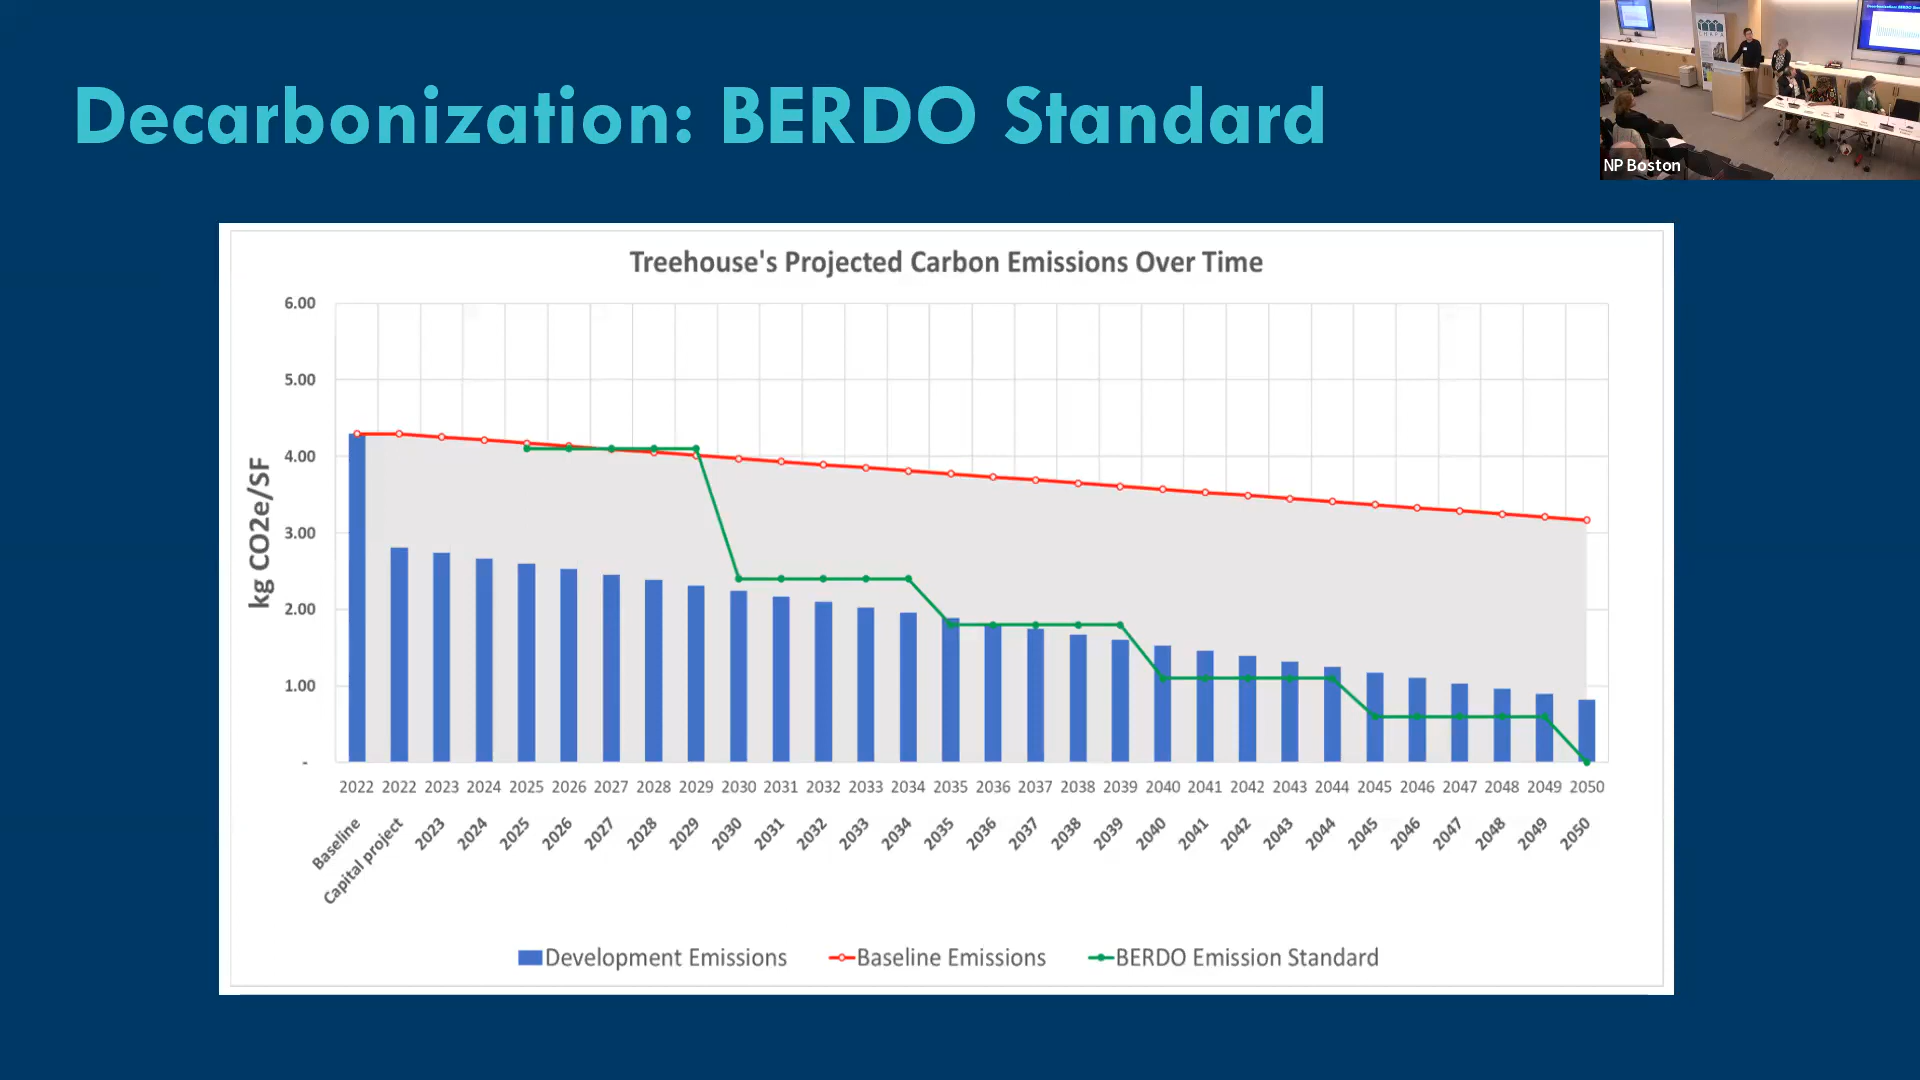 Decarbonization: BERDO Standard
NP Boston
Treehouse's Projected Carbon Emissions Over Time
kg CO2e/SF
6.00
5.00
4.00
3.00
2.00
1.00
-
2022 2022 2023 2024 2025 2026 2027 2028 2029 2030 2031 2032 2033 2034 2035 2036 2037 2038 2039 2040 2041 2042 2043 2044 2045 2046 2047 2048 2049 2050
Baseline Capital project 2023 2024 2025 2026 2027 2028 2029 2030 2031 2032 2033 2034 2035 2036 2037 2038 2039 2040 2041 2042 2043 2044 2045 2046 2047 2048 2049 2050
Development Emissions Baseline Emissions BERDO Emission Standard